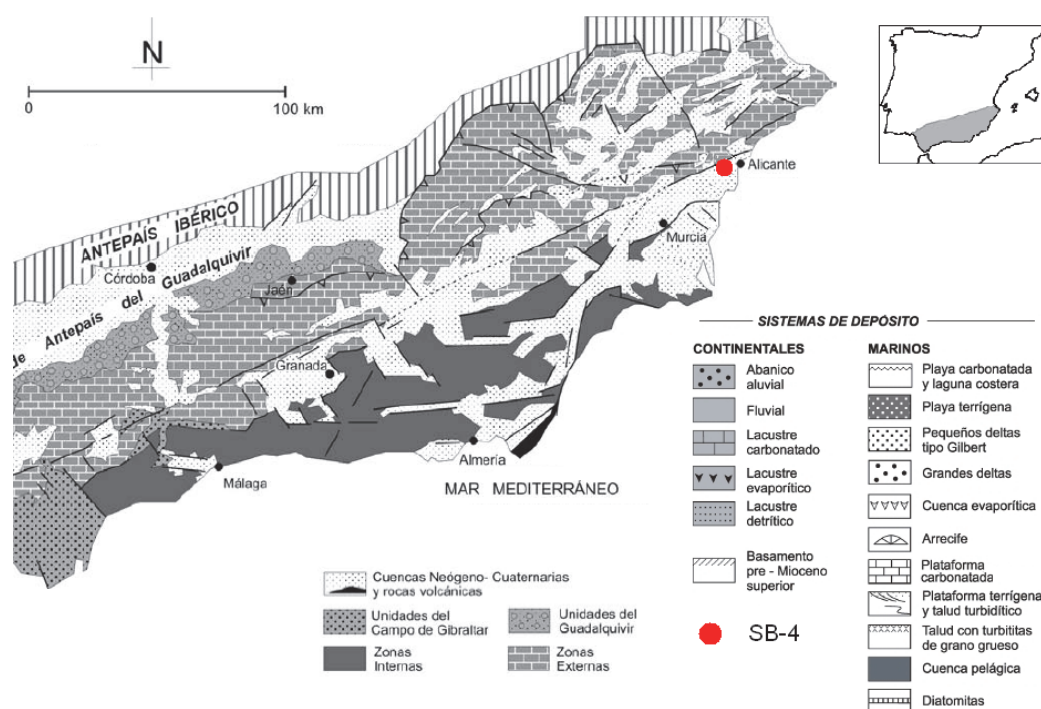 N
0
100 km
ANTEPAÍS IBÉRICO
de Antepaís del Guadalquivir
Córdoba
Jaén
Granada
Málaga
Almería
Murcia
Alicante
MAR MEDITERRÁNEO
Cuencas Neógeno- Cuaternarias
y rocas volcánicas
Unidades del
Campo de Gibraltar
Unidades del
Guadalquivir
Zonas
Internas
Zonas
Externas
SISTEMAS DE DEPÓSITO
CONTINENTALES
Abanico
aluvial
Fluvial
Lacustre
carbonatado
Lacustre
evaporítico
Lacustre
detrítico
Basamento
pre - Mioceno
superior
SB-4
MARINOS
Playa carbonatada
y laguna costera
Playa terrígena
Pequeños deltas
tipo Gilbert
Grandes deltas
Cuenca evaporítica
Arrecife
Plataforma
carbonatada
Plataforma terrígena
y talud turbidítico
Talud con turbititas
de grano grueso
Cuenca pelágica
Diatomitas